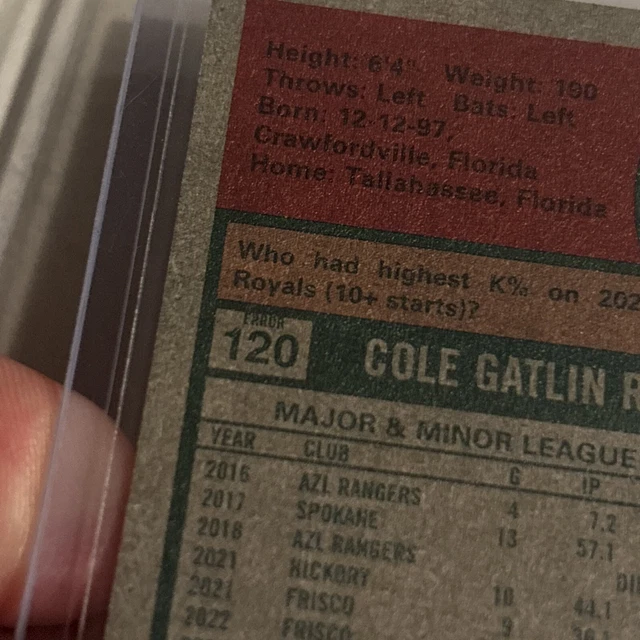 Height: 6'4" Weight: 190
Throws: Left Bats: Left
Born: 12-12-97,
Crawfordville, Florida
Home: Tallahassee, Florida
Who had highest K% on 202
Royals (10+ starts)?
ERROR
120 COLE GATLIN R
MAJOR & MINOR LEAGUE
YEAR CLUB G IP
2016 AZL RANGERS 4 7.2
2017 SPOKANE 13 57.1
2018 AZL RANGERS
2021 HICKORY 10 44.1
2021 FRISCO 9
2022 FRISCO